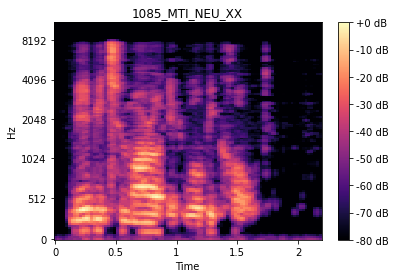 1085_MTI_NEU_XX
+0 dB
8192
-10 dB
4096
-20 dB
-30 dB
2048
Hz
-40 dB
1024
-50 dB
512
-60 dB
-70 dB
0
-80 dB
0 0.5 1 1.5 2
Time